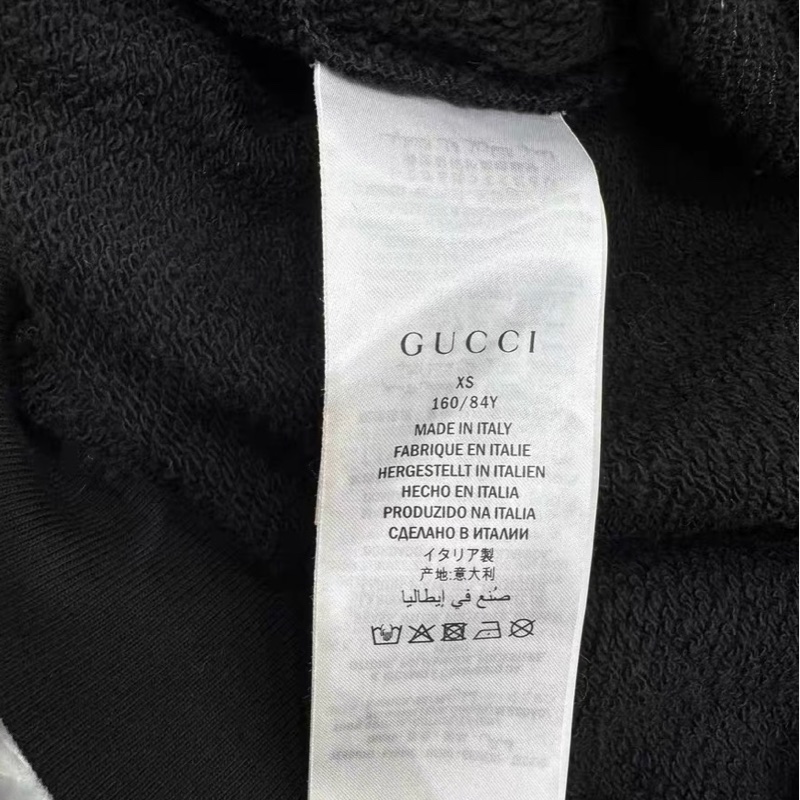 GUCCI
XS
160/84Y
MADE IN ITALY
FABRIQUE EN ITALIE
HERGESTELLT IN ITALIEN
HECHO EN ITALIA
PRODUZIDO NA ITALIA
СДЕЛАНО В ИТАЛИИ
イタリア製
产地:意大利
صُنع في إيطاليا